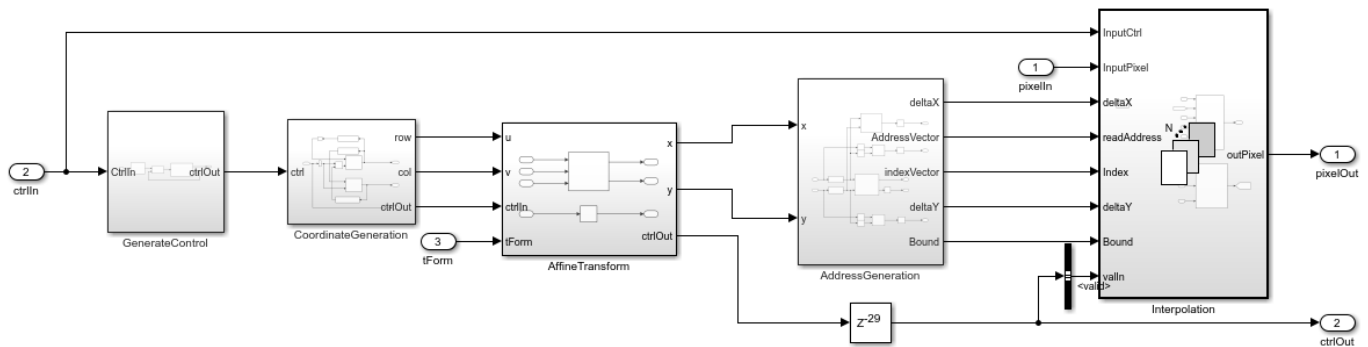 InputCtrl
1
InputPixel
pixelIn
deltaX
deltaX
row
u
x
x
AddressVector
readAddress
N
outPixel
1
pixelOut
2
ctrlIn
CtrlIn
ctrlOut
ctrl
col
v
indexVector
Index
y
ctrlOut
ctrlIn
y
deltaY
deltaY
GenerateControl
CoordinateGeneration
3
tForm
tForm
ctrlOut
Bound
Bound
AffineTransform
AddressGeneration
valIn
<valid>
Interpolation
Z-29
2
ctrlOut